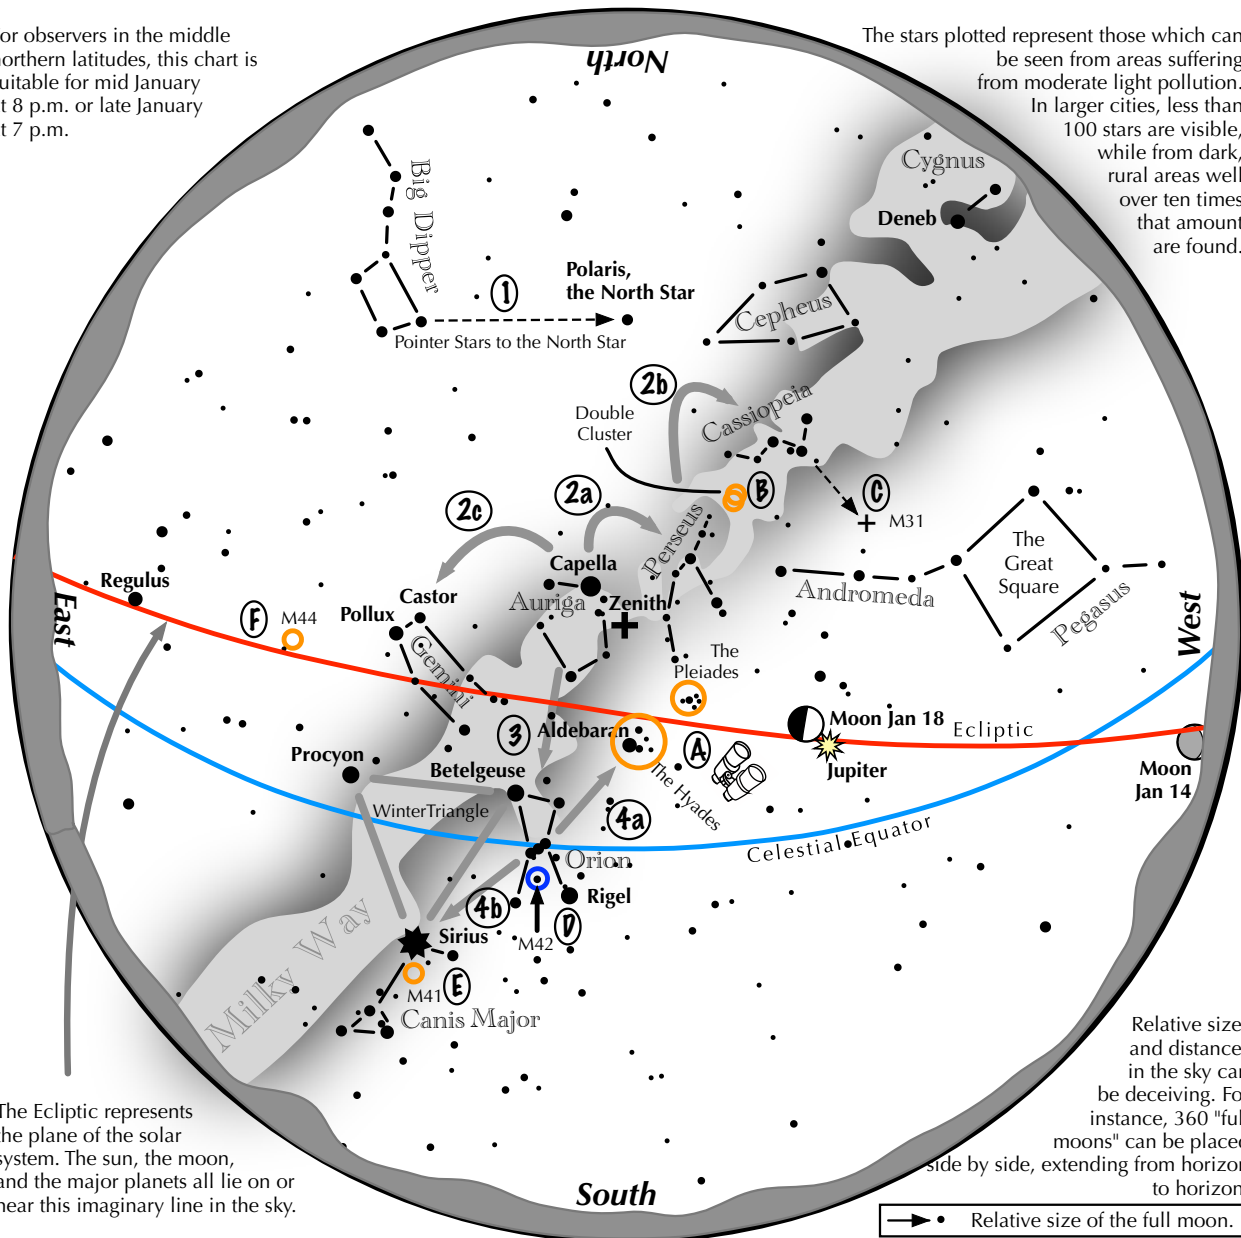 or observers in the middle
northern latitudes, this chart is
uitable for mid January
t 8 p.m. or late January
t 7 p.m.
The stars plotted represent those which can
be seen from areas suffering
from moderate light pollution.
In larger cities, less than
100 stars are visible,
while from dark,
rural areas well
over ten times
that amount
are found.
North
Big Dipper
Cygnus
Deneb
1
Polaris,
the North Star
Pointer Stars to the North Star
Cepheus
2b
Double
Cluster
Cassiopeia
2a
2c
B
C
M31
Perseus
The
Great
Square
Pegasus
Andromeda
Capella
Auriga
Zenith
Castor
Pollux
Gemini
Regulus
F
M44
East
West
The
Pleiades
Moon Jan 18
Ecliptic
Jupiter
Moon
Jan 14
3
Aldebaran
A
The Hyades
Procyon
Betelgeuse
Winter Triangle
4a
Celestial Equator
Orion
Rigel
4b
D
M42
Sirius
M41
E
Canis Major
Milky Way
The Ecliptic represents
the plane of the solar
system. The sun, the moon,
and the major planets all lie on or
near this imaginary line in the sky.
South
Relative size
and distance
in the sky can
be deceiving. Fo
instance, 360 "ful
moons" can be placed
side by side, extending from horizon
to horizon
Relative size of the full moon.